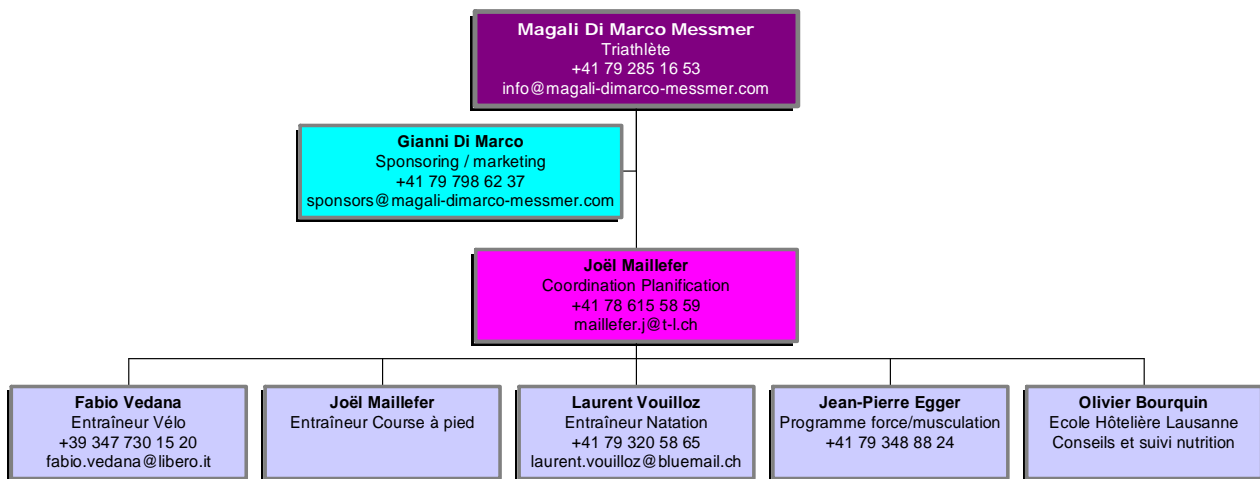 Magali Di Marco Messmer
Triathlète
+41 79 285 16 53
info@magali-dimarco-messmer.com
Gianni Di Marco
Sponsoring / marketing
+41 79 798 62 37
sponsors@magali-dimarco-messmer.com
Joël Maillefer
Coordination Planification
+41 78 615 58 59
maillefer.j@t-l.ch
Fabio Vedana
Entraîneur Vélo
+39 347 730 15 20
fabio.vedana@libero.it
Joël Maillefer
Entraîneur Course à pied
Laurent Vouilloz
Entraîneur Natation
+41 79 320 58 65
laurent.vouilloz@bluemail.ch
Jean-Pierre Egger
Programme force/musculation
+41 79 348 88 24
Olivier Bourquin
Ecole Hôtelière Lausanne
Conseils et suivi nutrition